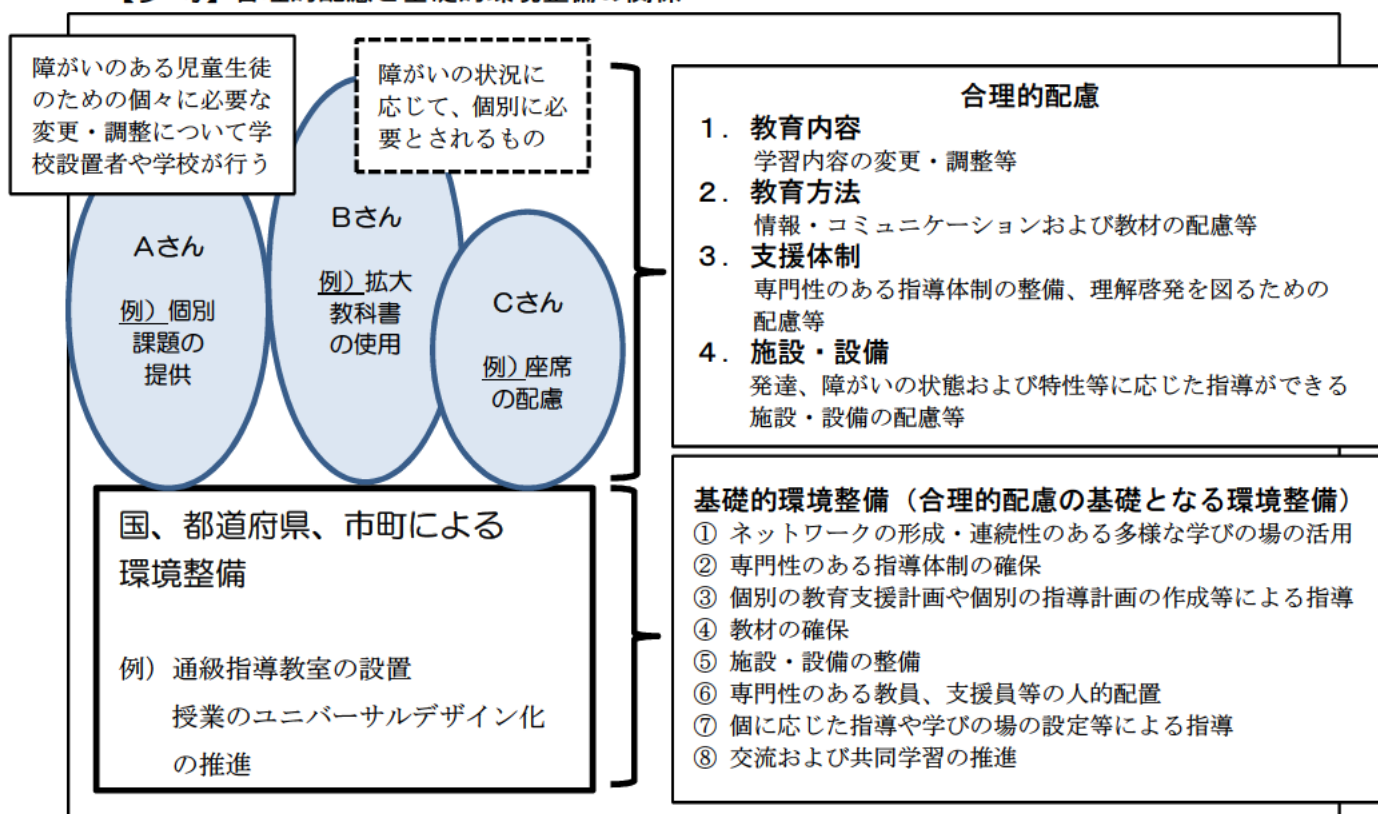 障がいのある児童生徒
のための個々に必要な
変更・調整について学
校設置者や学校が行う
障がいの状況に
応じて、個別に必
要とされるもの
Aさん
例）個別
課題の
提供
Bさん
例）拡大
教科書
の使用
Cさん
例）座席
の配慮
合理的配慮
１．教育内容
学習内容の変更・調整等
２．教育方法
情報・コミュニケーションおよび教材の配慮等
３．支援体制
専門性のある指導体制の整備、理解啓発を図るための
配慮等
４．施設・設備
発達、障がいの状態および特性等に応じた指導ができる
施設・設備の配慮等
国、都道府県、市町による
環境整備
例）通級指導教室の設置
授業のユニバーサルデザイン化
の推進
基礎的環境整備（合理的配慮の基礎となる環境整備）
① ネットワークの形成・連続性のある多様な学びの場の活用
② 専門性のある指導体制の確保
③ 個別の教育支援計画や個別の指導計画の作成等による指導
④ 教材の確保
⑤ 施設・設備の整備
⑥ 専門性のある教員、支援員等の人的配置
⑦ 個に応じた指導や学びの場の設定等による指導
⑧ 交流および共同学習の推進